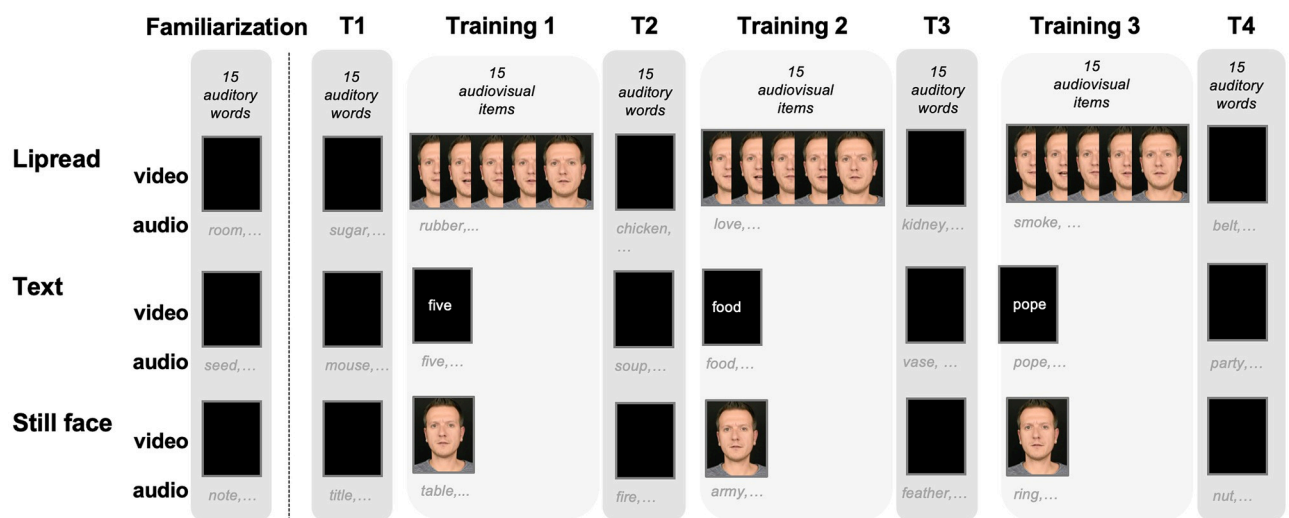 Familiarization T1 Training 1 T2 Training 2 T3 Training 3 T4
15 15 15 15 15 15 15 15
auditory auditory audiovisual auditory audiovisual auditory audiovisual auditory
words words items words items words items words
Lipread
video
audio room,... sugar,... rubber,... chicken, love,... kidney,... smoke, ... belt,...
...
Text
video five food pope
audio seed,... mouse,... five,... soup,... food,... vase, ... pope,... party,...
Still face
video
audio note,... title,... table,... fire,... army,... feather,... ring,... nut,...